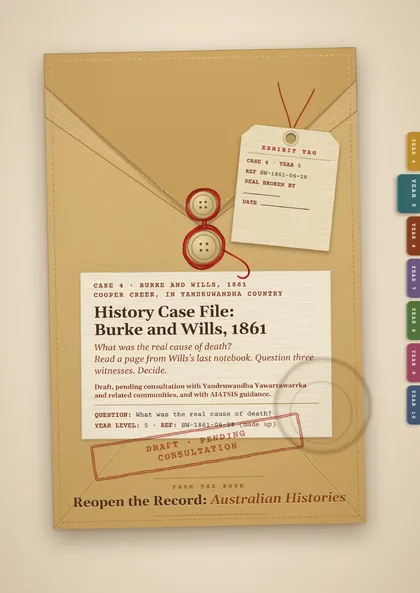 EXHIBIT TAG
CASE 4 · YEAR 5
REF BW-1861-06-28
SEAL BROKEN BY
DATE
CASE 4 · BURKE AND WILLS, 1861
COOPER CREEK, IN YANDRUWANDHA COUNTRY
History Case File:
Burke and Wills, 1861
What was the real cause of death?
Read a page from Wills's last notebook. Question three
witnesses. Decide.
Draft, pending consultation with Yandruwandha Yawarrawarrka
and related communities, and with AIATSIS guidance.
QUESTION: What was the real cause of death?
YEAR LEVEL: 5 · REF: BW-1861-06-28 (made up)
DRAFT · PENDING
CONSULTATION
FROM THE BOOK
Reopen the Record: Australian Histories
YEAR 4
YEAR 5
YEAR 6
YEAR 7
YEAR 8
YEAR 9
YEAR 10